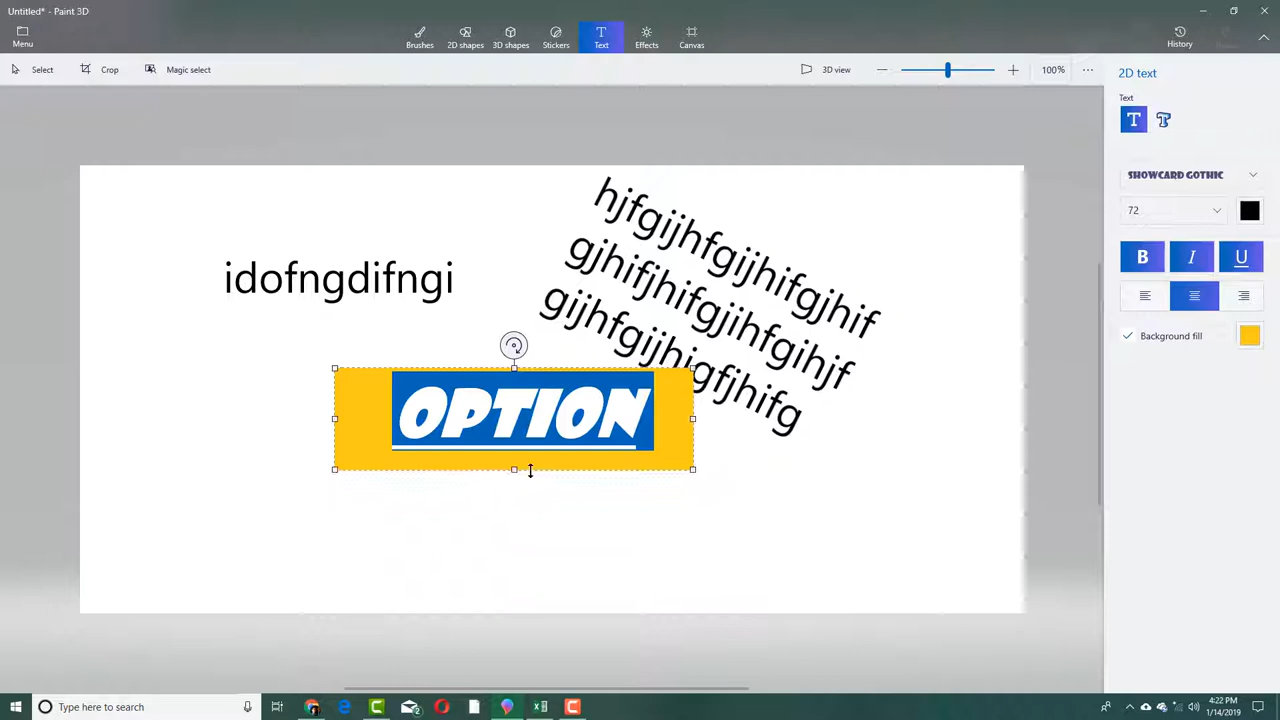 Untitled* - Paint 3D
Menu
Brushes
2D shapes
3D shapes
Stickers
Text
Effects
Canvas
History
Select
Crop
Magic select
3D view
100%
2D text
Text
SHOWCARD GOTHIC
72
B I U
Background fill
idofngdifngi
hjfgijhfgijhifgjhif
gjhifjhifgjihfgihjf
gijhfgijhigfjhifg
OPTION
Type here to search
4:22 PM
1/14/2019